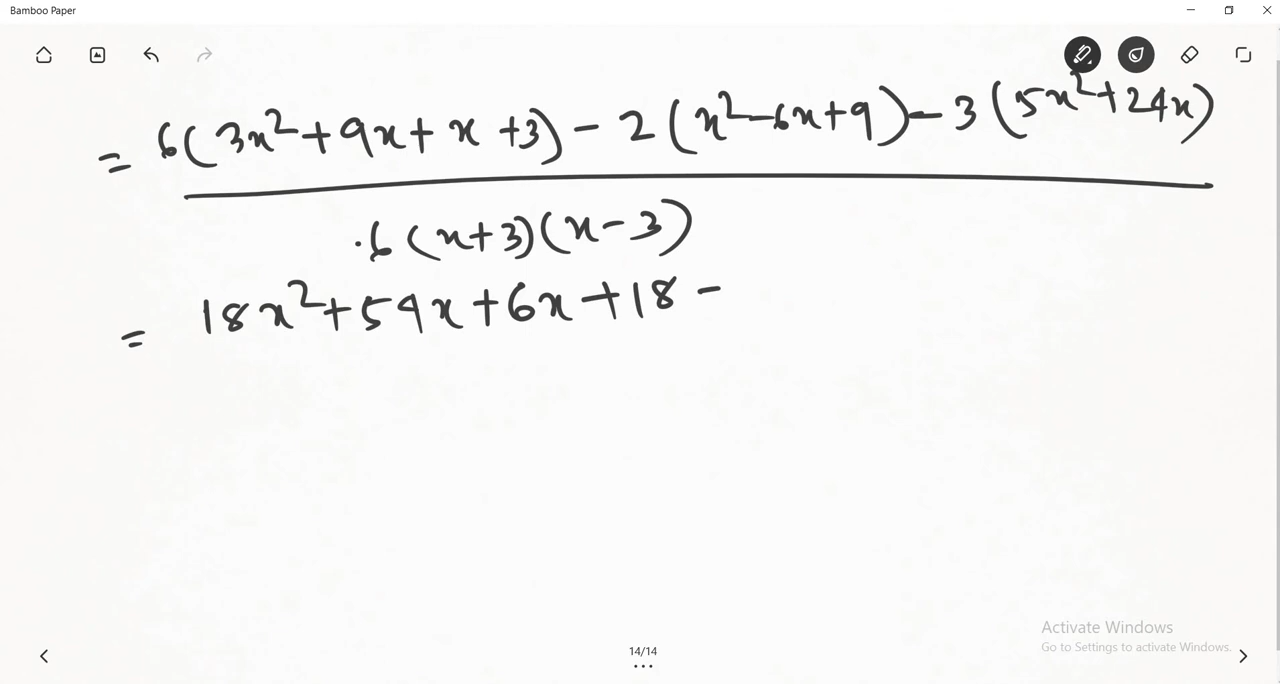 Bamboo Paper
= 6(3x²+9x+x+3)-2(x²-6x+9)-3(5x²+24x)
.6(x+3)(x-3)
= 18x²+54x+6x+18-
Activate Windows
Go to Settings to activate Windows.
14/14